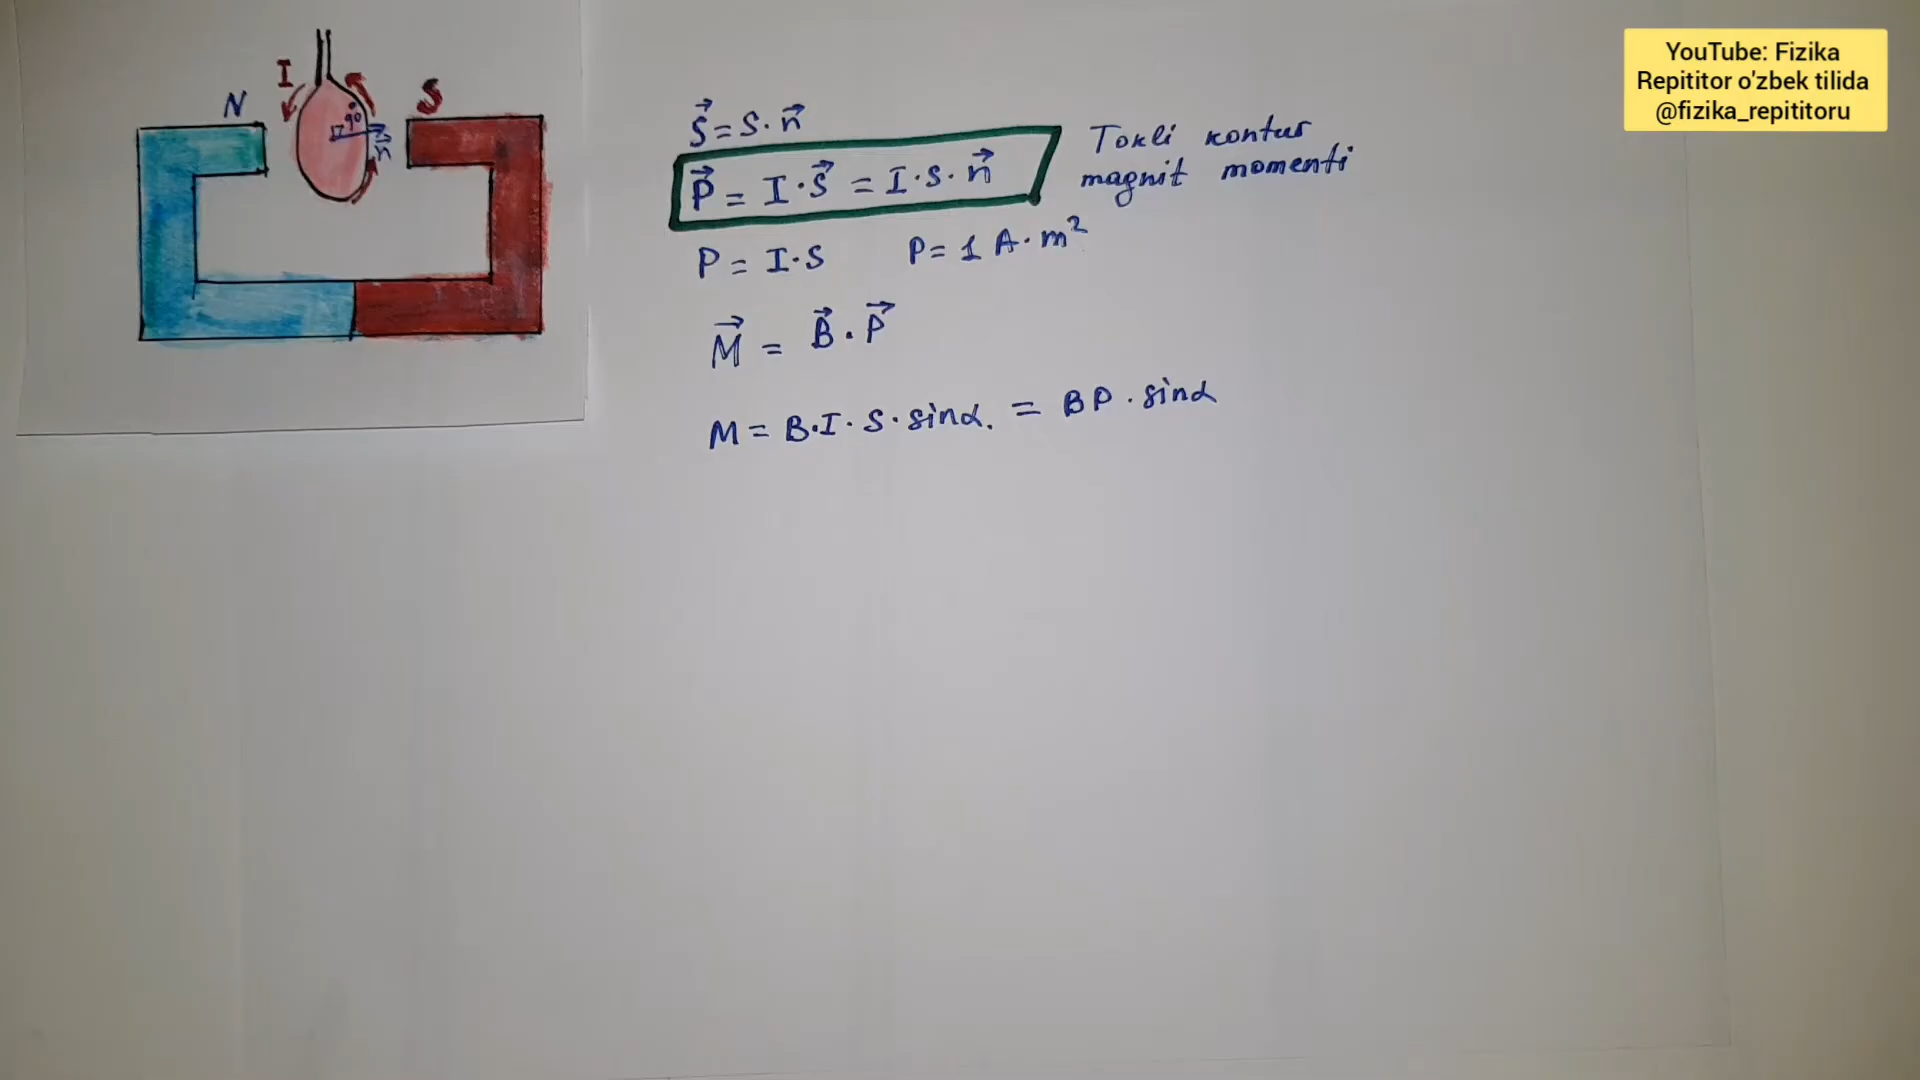 YouTube: Fizika
Repititor o'zbek tilida
@fizika_repititoru
I
N
S
90°
n⃗
S⃗ = S · n⃗
P⃗ = I · S⃗ = I · S · n⃗
Tokli kontur
magnit momenti
P = I · S P = 1 A · m²
M⃗ = B⃗ · P⃗
M = B · I · S · sinα. = BP · sinα